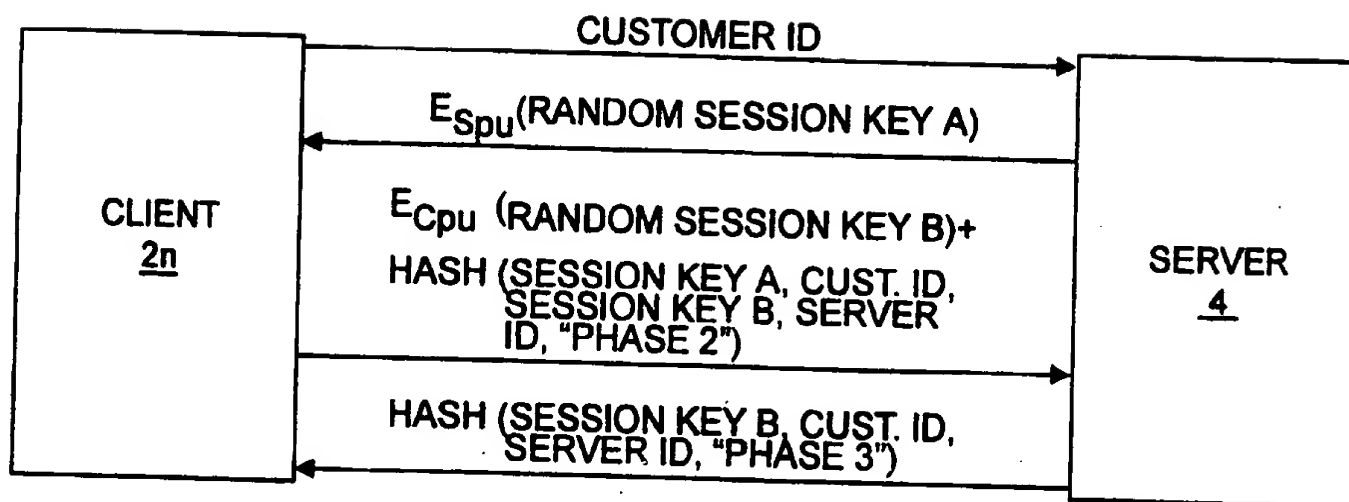 CUSTOMER ID
ESpu(RANDOM SESSION KEY A)
CLIENT
2n
ECpu (RANDOM SESSION KEY B)+
HASH (SESSION KEY A, CUST. ID,
SESSION KEY B, SERVER
ID, “PHASE 2”)
SERVER
4
HASH (SESSION KEY B, CUST. ID,
SERVER ID, “PHASE 3”)